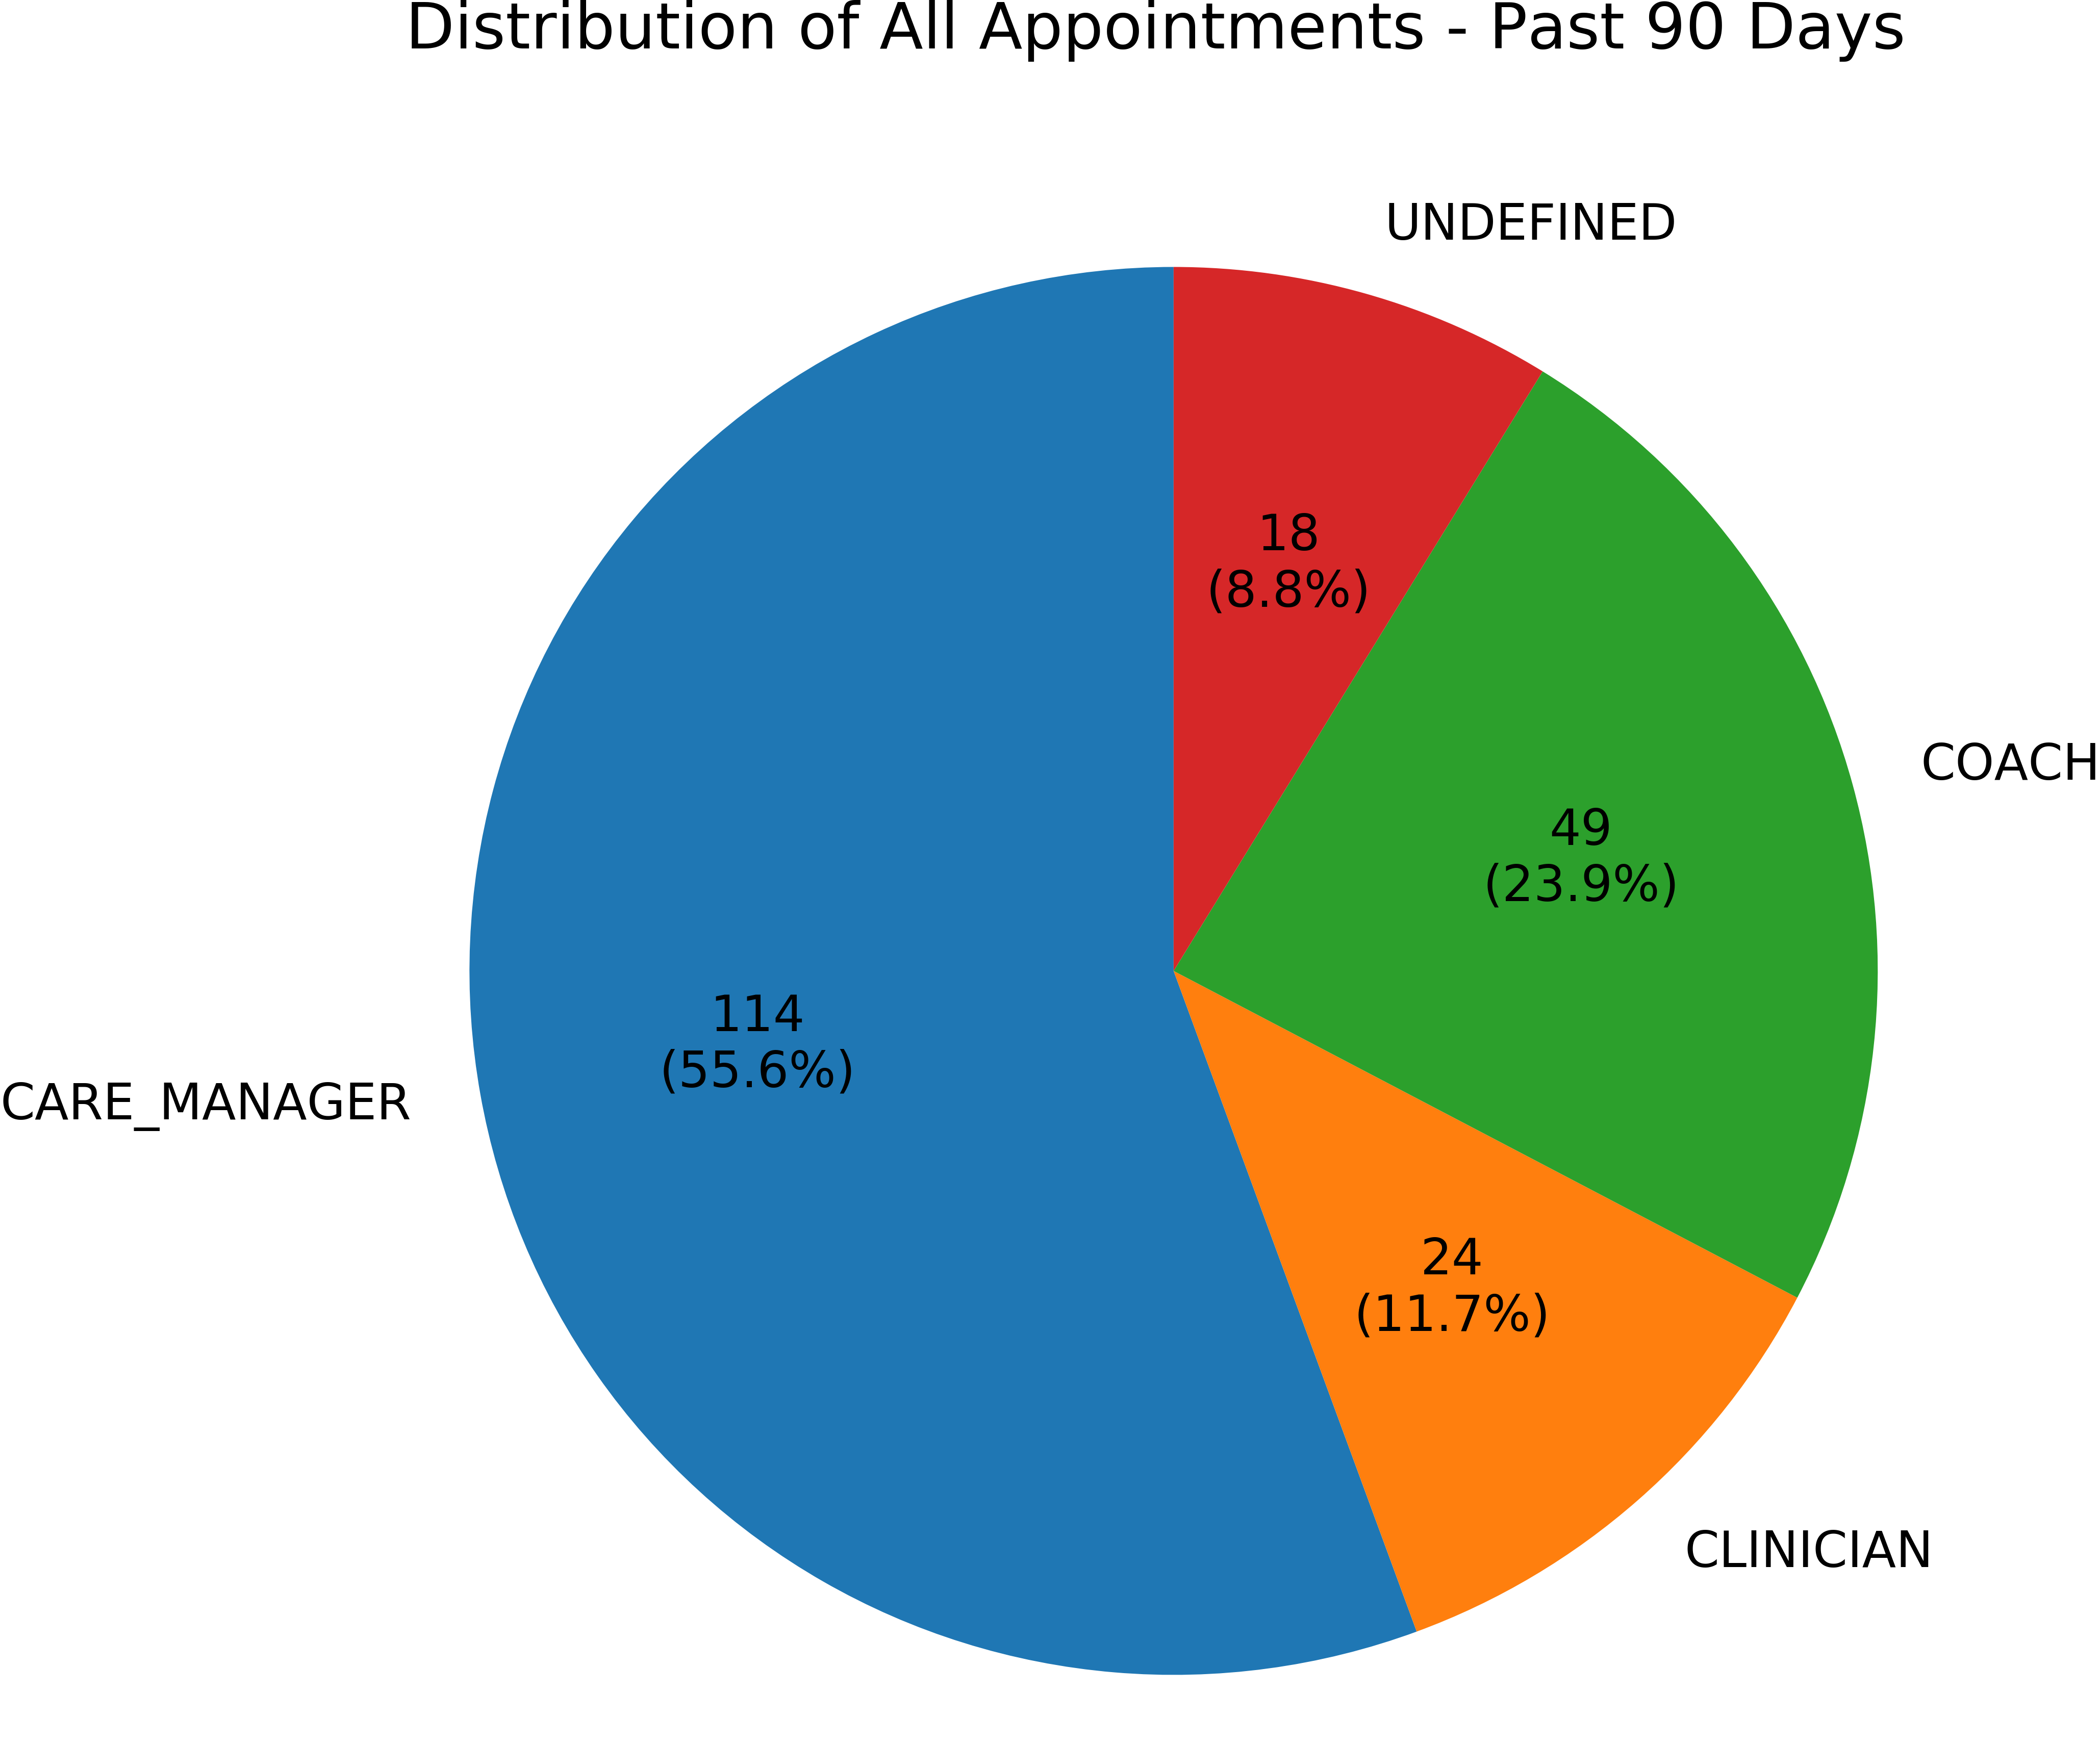 Distribution of All Appointments - Past 90 Days
UNDEFINED
18
(8.8%)
COACH
49
(23.9%)
114
(55.6%)
CARE_MANAGER
24
(11.7%)
CLINICIAN